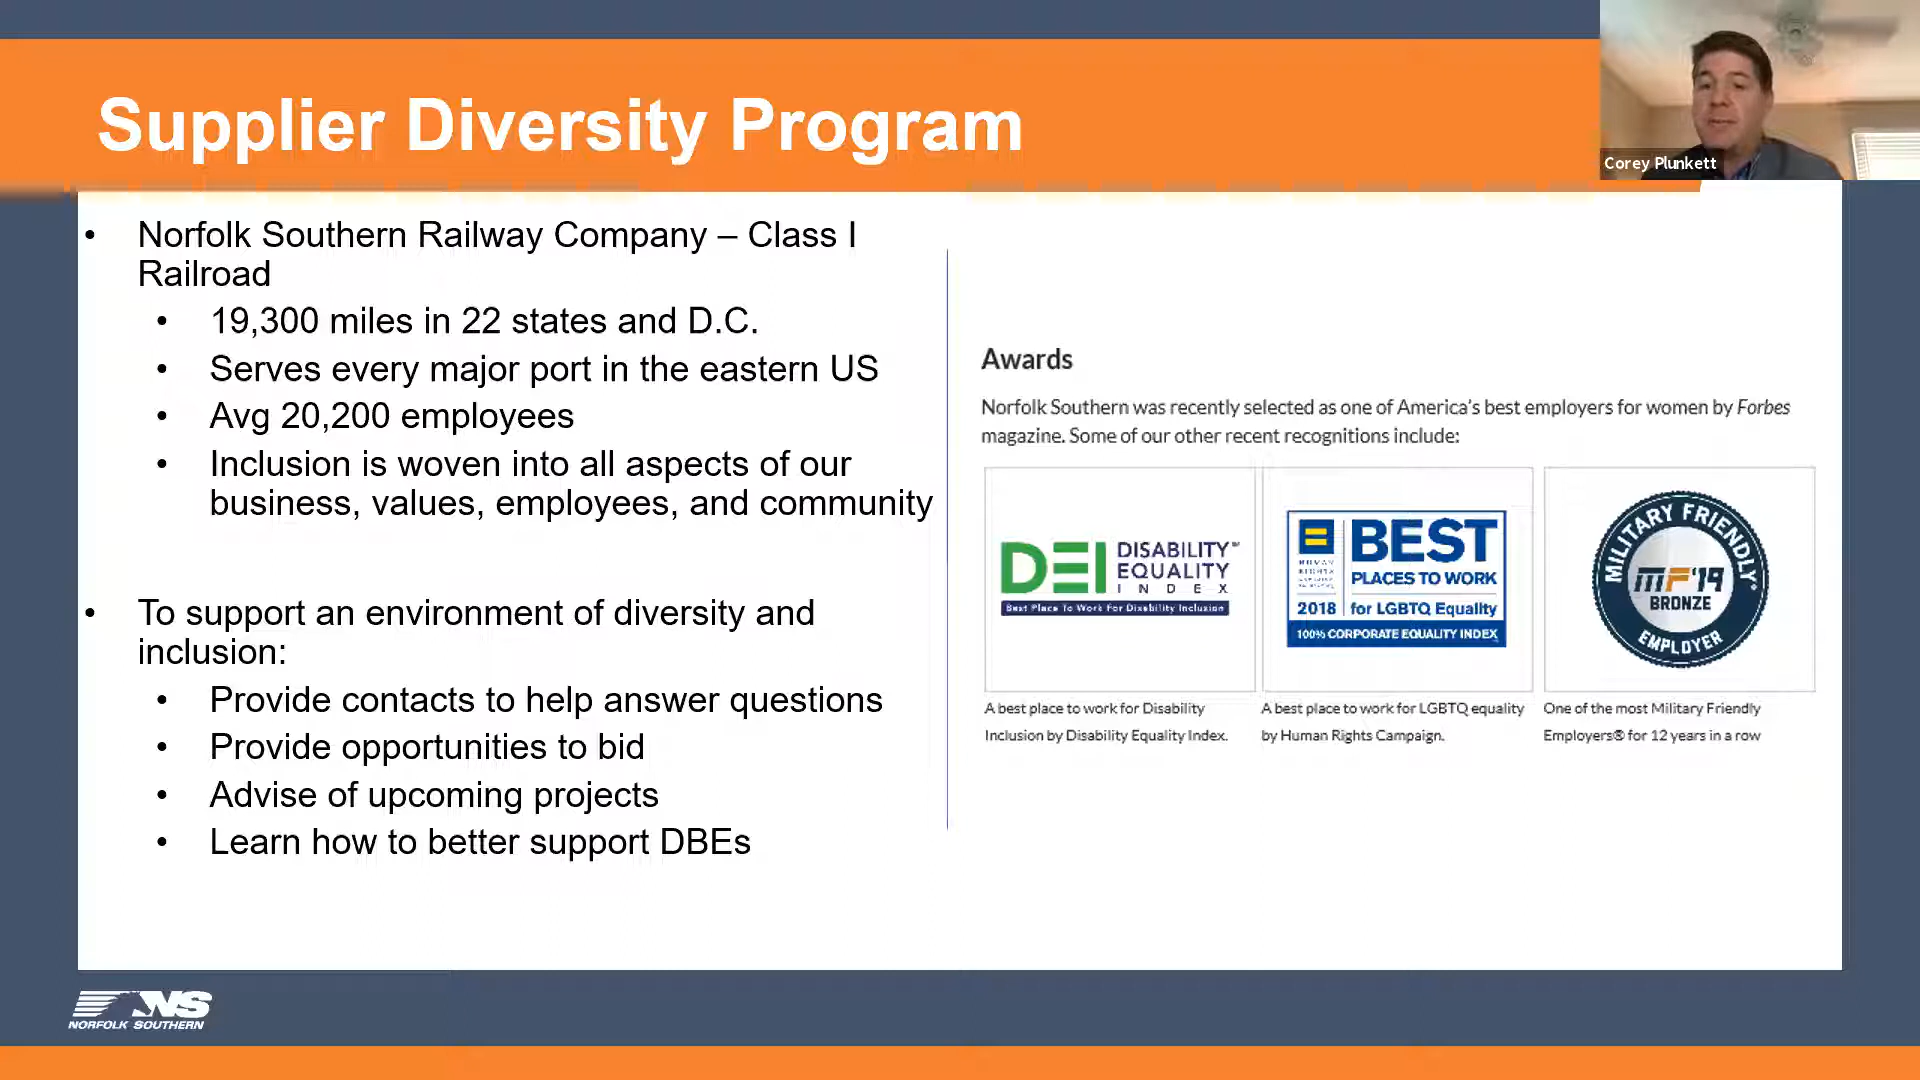 Supplier Diversity Program
Corey Plunkett
• Norfolk Southern Railway Company – Class I
Railroad
• 19,300 miles in 22 states and D.C.
• Serves every major port in the eastern US
• Avg 20,200 employees
• Inclusion is woven into all aspects of our
business, values, employees, and community
• To support an environment of diversity and
inclusion:
• Provide contacts to help answer questions
• Provide opportunities to bid
• Advise of upcoming projects
• Learn how to better support DBEs
Awards
Norfolk Southern was recently selected as one of America's best employers for women by Forbes
magazine. Some of our other recent recognitions include:
DEI DISABILITY
EQUALITY
INDEX
Best Place To Work For Disability Inclusion
A best place to work for Disability
Inclusion by Disability Equality Index.
HUMAN
RIGHTS
BEST
PLACES TO WORK
2018 for LGBTQ Equality
100% CORPORATE EQUALITY INDEX
A best place to work for LGBTQ equality
by Human Rights Campaign.
MILITARY FRIENDLY®
MF'19
BRONZE
EMPLOYER
One of the most Military Friendly
Employers® for 12 years in a row
NS
NORFOLK SOUTHERN